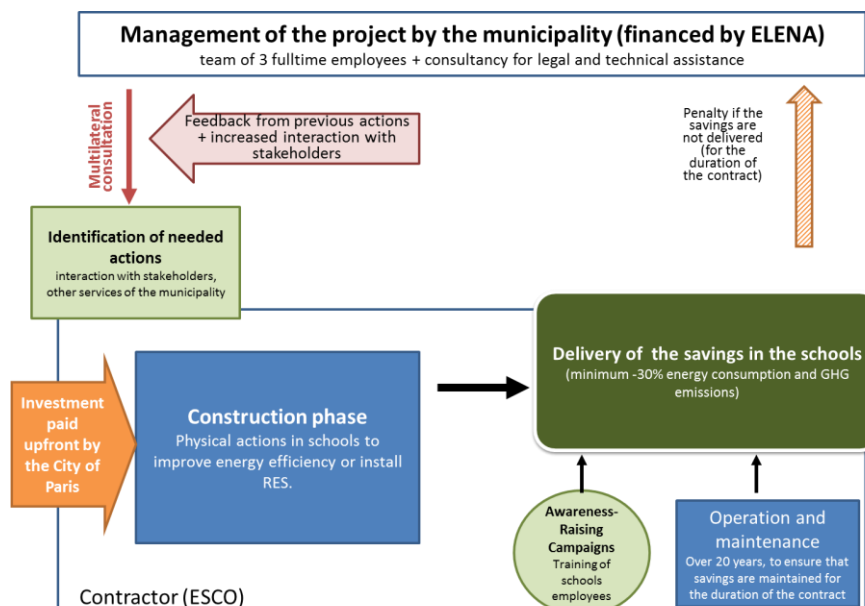 Management of the project by the municipality (financed by ELENA)
team of 3 fulltime employees + consultancy for legal and technical assistance
Multilateral
consultation
Feedback from previous actions
+ increased interaction with
stakeholders
Penalty if the
savings are
not delivered
(for the
duration of
the contract)
Identification of needed
actions
interaction with stakeholders,
other services of the municipality
Delivery of the savings in the schools
(minimum -30% energy consumption and GHG
emissions)
Investment
paid
upfront by
the City of
Paris
Construction phase
Physical actions in schools to
improve energy efficiency or install
RES.
Awareness-
Raising
Campaigns
Training of
schools
employees
Operation and
maintenance
Over 20 years, to ensure that
savings are maintained for
the duration of the contract
Contractor (ESCO)